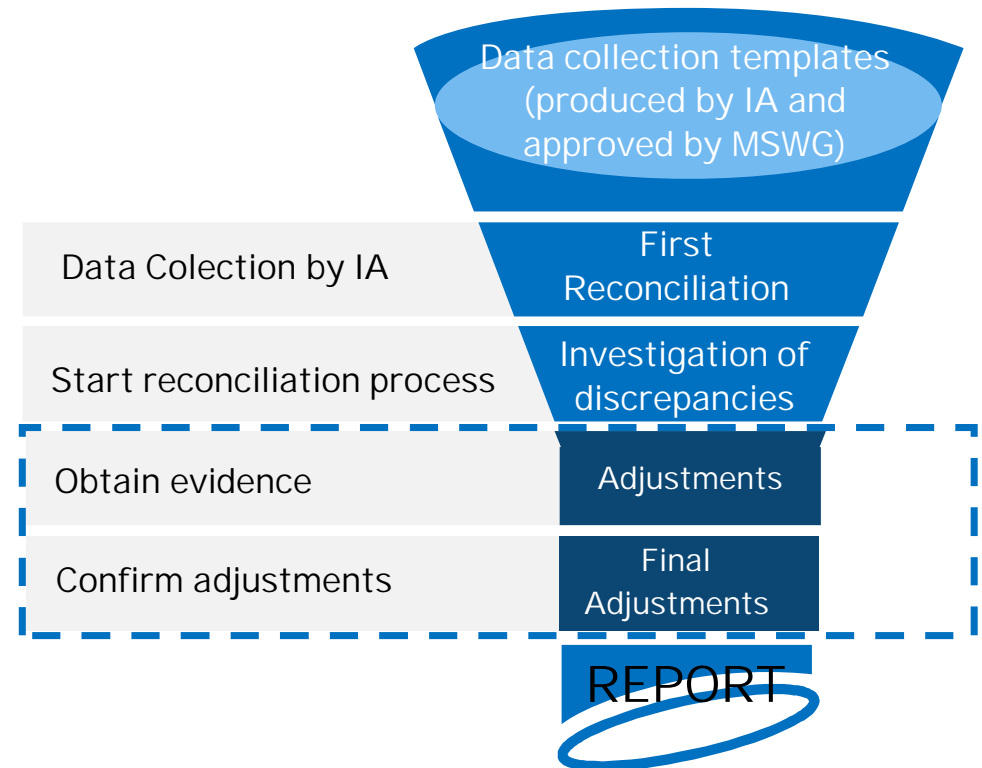 Data collection templates
(produced by IA and
approved by MSWG)
Data Colection by IA
First
Reconciliation
Start reconciliation process
Investigation of
discrepancies
Obtain evidence
Adjustments
Confirm adjustments
Final
Adjustments
REPORT